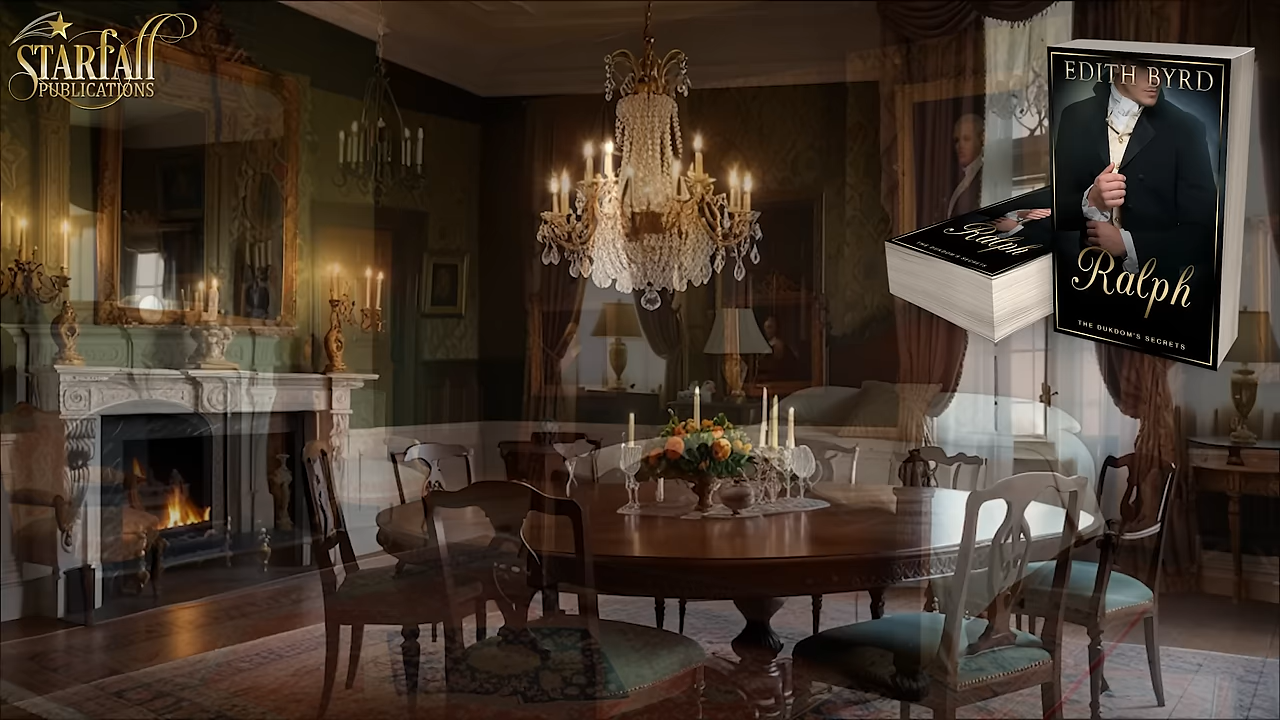 STARfall
PUBLICATIONS
EDITH BYRD
Ralph
THE DUKDOM'S SECRETS
Ralph
THE DUKDOM'S SECRETS